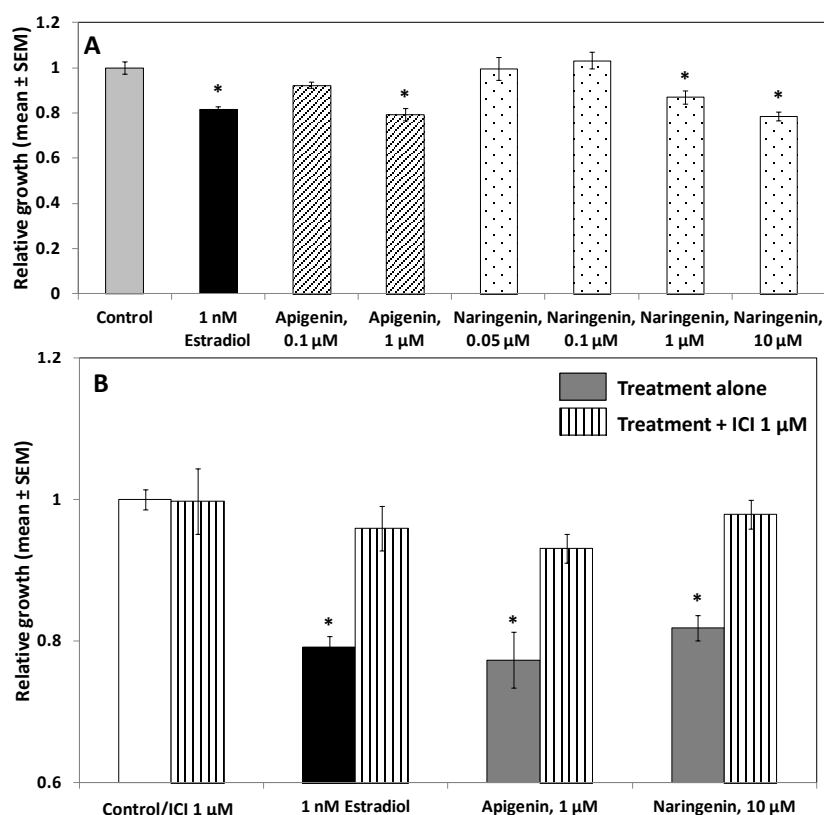 A
Relative growth (mean ± SEM)
1.2
1
0.8
0.6
0.4
0.2
0
*
*
*
*
Control
1 nM
Estradiol
Apigenin,
0.1 µM
Apigenin,
1 µM
Naringenin,
0.05 µM
Naringenin,
0.1 µM
Naringenin,
1 µM
Naringenin,
10 µM
B
Relative growth (mean ± SEM)
1.2
1
0.8
0.6
Treatment alone
Treatment + ICI 1 µM
*
*
*
Control/ICI 1 µM
1 nM Estradiol
Apigenin, 1 µM
Naringenin, 10 µM